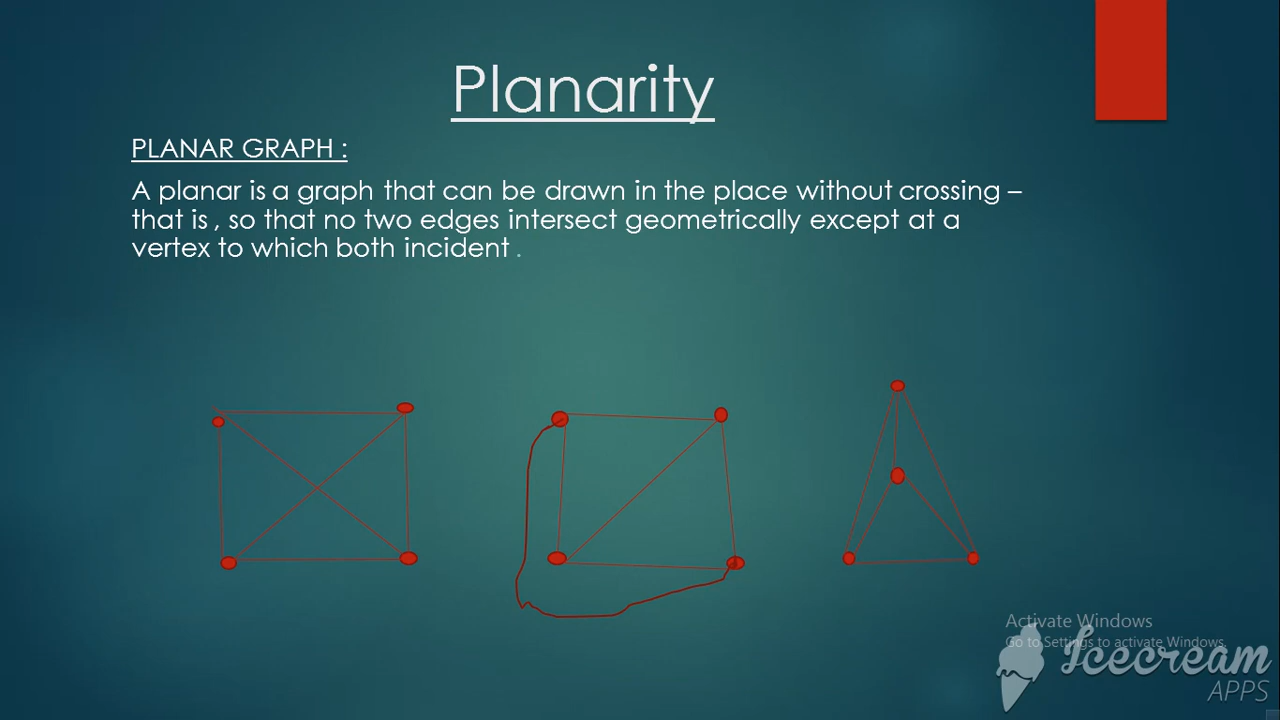 Planarity
PLANAR GRAPH :
A planar is a graph that can be drawn in the place without crossing –
that is , so that no two edges intersect geometrically except at a
vertex to which both incident .
Activate Windows
Go to Settings to activate Windows.
Icecream
APPS